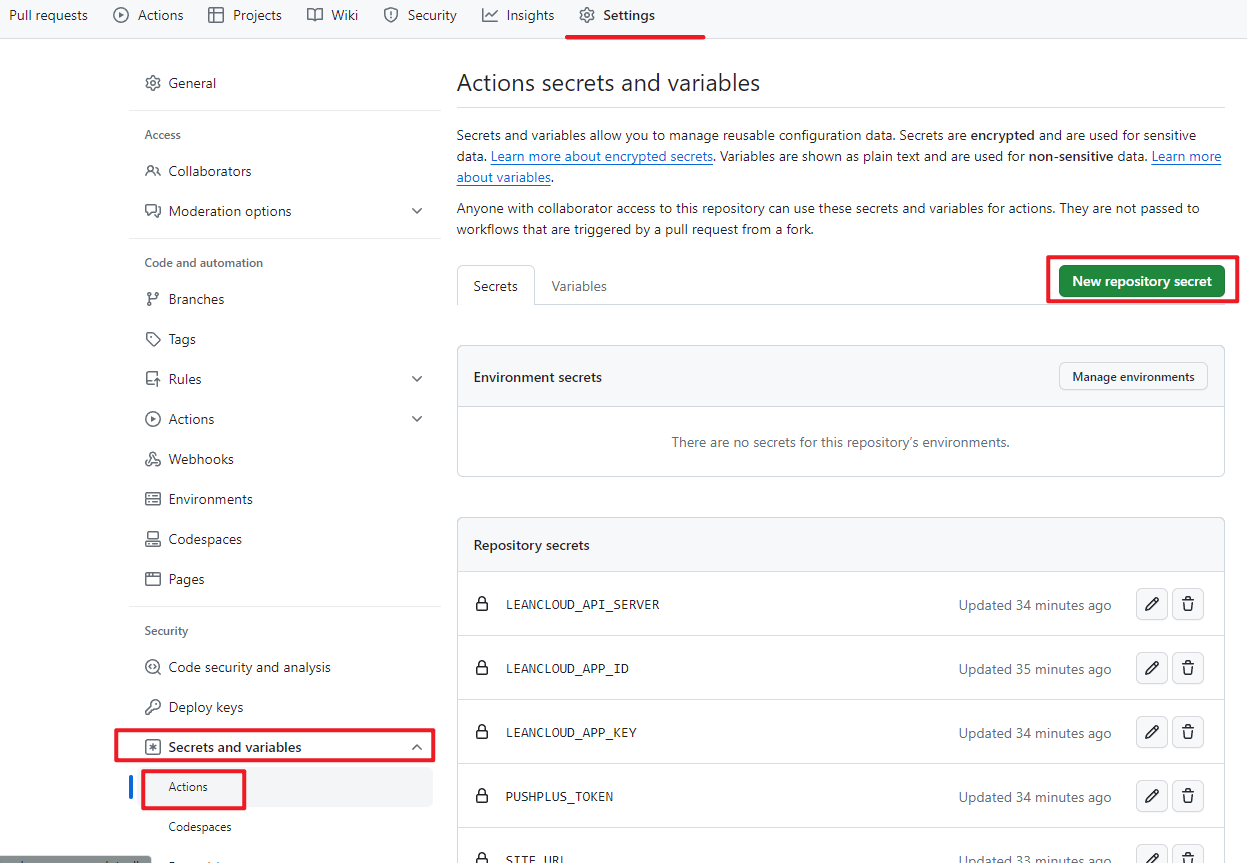 Pull requests Actions Projects Wiki Security Insights Settings
General
Access
Collaborators
Moderation options
Code and automation
Branches
Tags
Rules
Actions
Webhooks
Environments
Codespaces
Pages
Security
Code security and analysis
Deploy keys
Secrets and variables
Actions
Codespaces
Actions secrets and variables
Secrets and variables allow you to manage reusable configuration data. Secrets are encrypted and are used for sensitive
data. Learn more about encrypted secrets. Variables are shown as plain text and are used for non-sensitive data. Learn more
about variables.
Anyone with collaborator access to this repository can use these secrets and variables for actions. They are not passed to
workflows that are triggered by a pull request from a fork.
Secrets Variables New repository secret
Environment secrets Manage environments
There are no secrets for this repository's environments.
Repository secrets
LEANCLOUD_API_SERVER Updated 34 minutes ago
LEANCLOUD_APP_ID Updated 35 minutes ago
LEANCLOUD_APP_KEY Updated 34 minutes ago
PUSHPLUS_TOKEN Updated 34 minutes ago
SITE_URL Updated 33 minutes ago